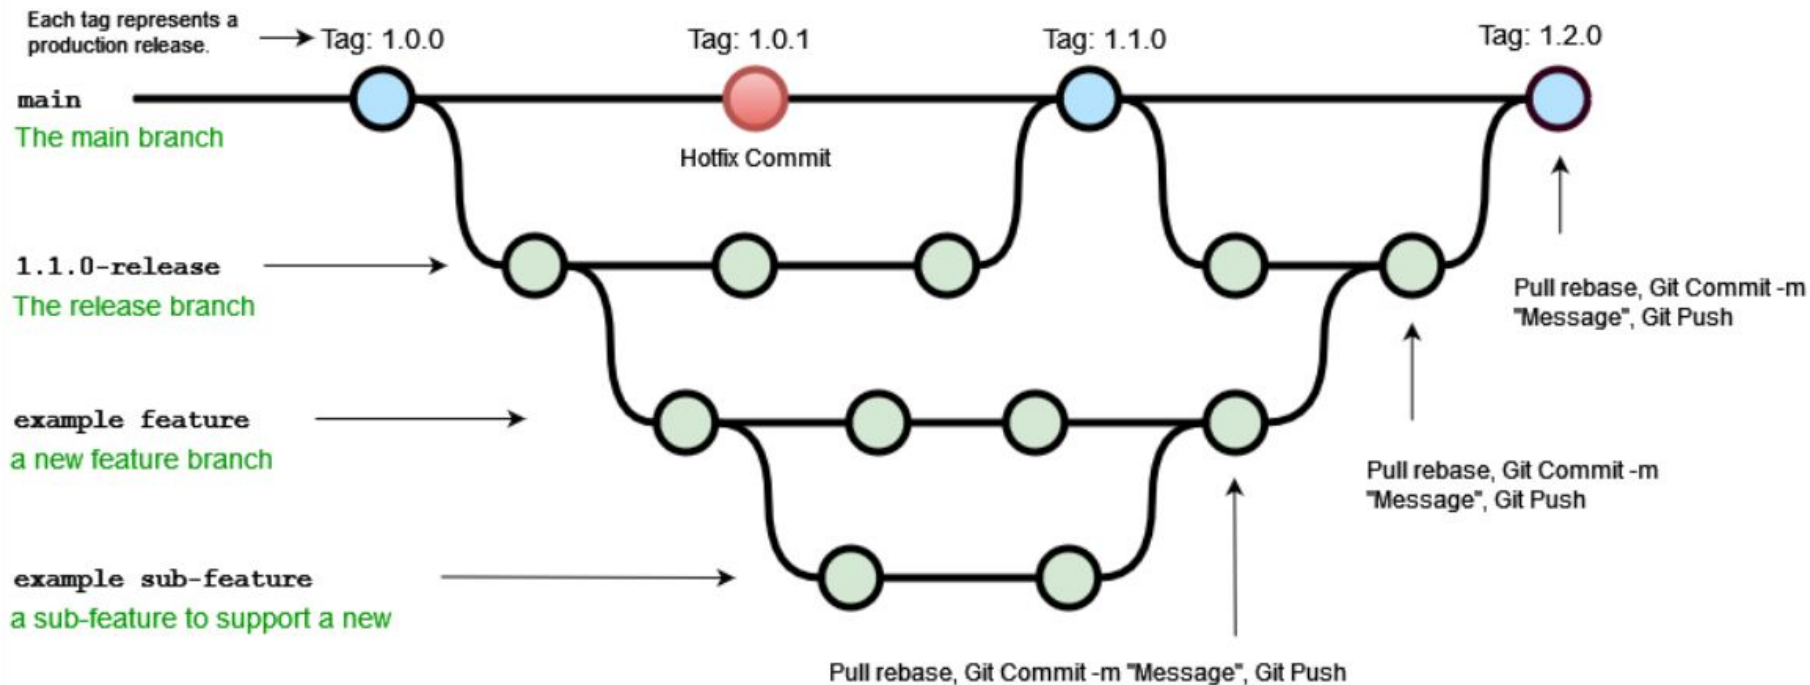 Each tag represents a
production release.
Tag: 1.0.0
Tag: 1.0.1
Tag: 1.1.0
Tag: 1.2.0
main
The main branch
Hotfix Commit
1.1.0-release
The release branch
Pull rebase, Git Commit -m
"Message", Git Push
example feature
a new feature branch
Pull rebase, Git Commit -m
"Message", Git Push
example sub-feature
a sub-feature to support a new
Pull rebase, Git Commit -m "Message", Git Push